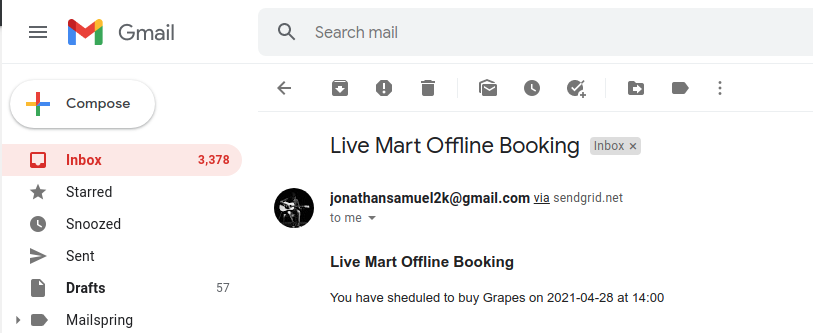 Gmail
Search mail
Compose
Live Mart Offline Booking Inbox ×
Inbox 3,378
Starred
jonathansamuel2k@gmail.com via sendgrid.net
to me
Snoozed
Sent
Live Mart Offline Booking
Drafts 57
You have sheduled to buy Grapes on 2021-04-28 at 14:00
Mailspring